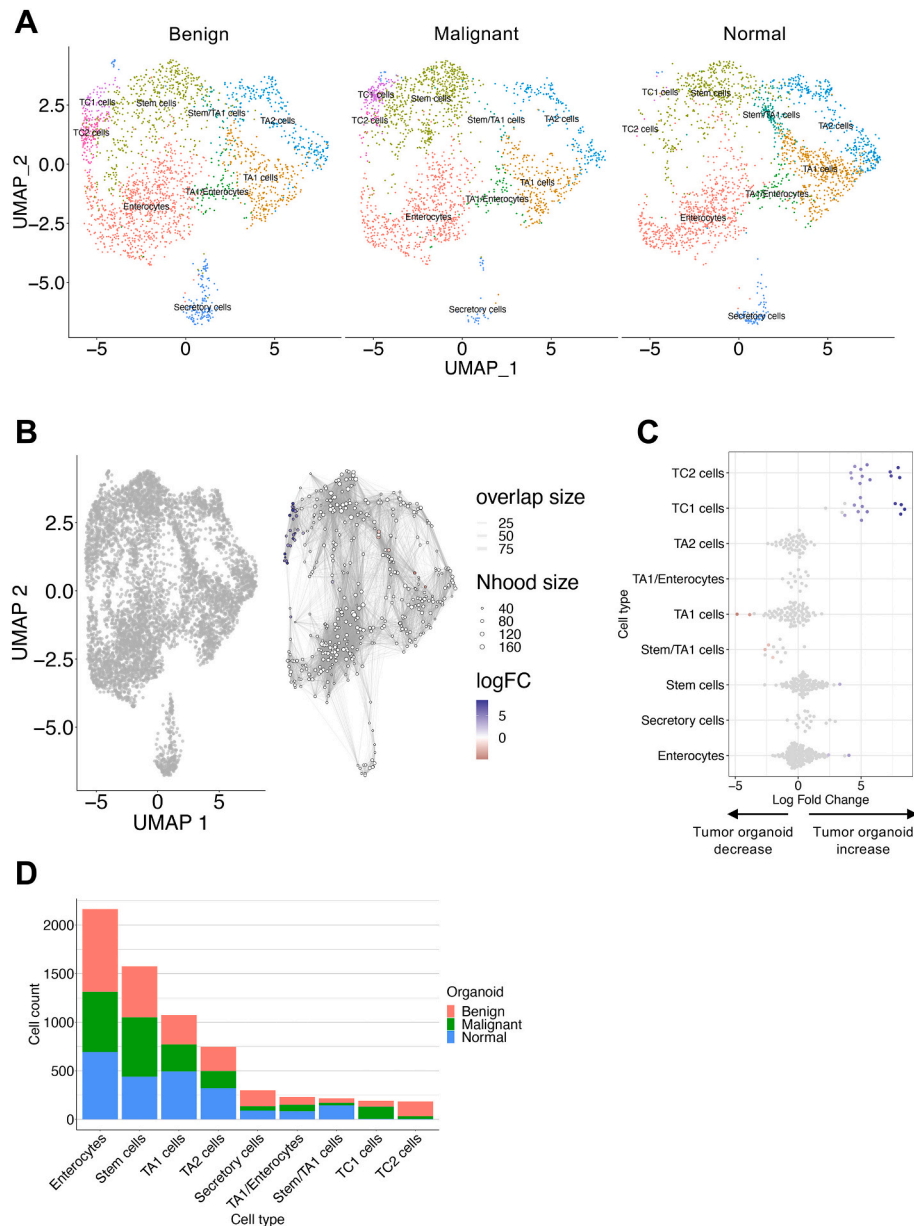 A
Benign
Malignant
Normal
UMAP_2
2.5
0.0
−2.5
−5.0
TC1 cells
Stem cells
TC2 cells
Stem/TA1 cells
TA2 cells
TA1 cells
TA1/Enterocytes
Enterocytes
Secretory cells
TC1 cells
Stem cells
TC2 cells
Stem/TA1 cells
TA2 cells
TA1 cells
TA1/Enterocytes
Enterocytes
Secretory cells
TC1 cells
Stem cells
Stem/TA1 cells
TC2 cells
TA2 cells
TA1 cells
TA1/Enterocytes
Enterocytes
Secretory cells
−5 0 5 −5 0 5 −5 0 5
UMAP_1
B
UMAP 2
2.5
0.0
−2.5
−5.0
−5 0 5
UMAP 1
overlap size
25
50
75
Nhood size
40
80
120
160
logFC
5
0
C
Cell type
TC2 cells
TC1 cells
TA2 cells
TA1/Enterocytes
TA1 cells
Stem/TA1 cells
Stem cells
Secretory cells
Enterocytes
−5 0 5
Log Fold Change
Tumor organoid
decrease
Tumor organoid
increase
D
Cell count
2000
1500
1000
500
0
Enterocytes
Stem cells
TA1 cells
TA2 cells
Secretory cells
TA1/Enterocytes
Stem/TA1 cells
TC1 cells
TC2 cells
Cell type
Organoid
Benign
Malignant
Normal